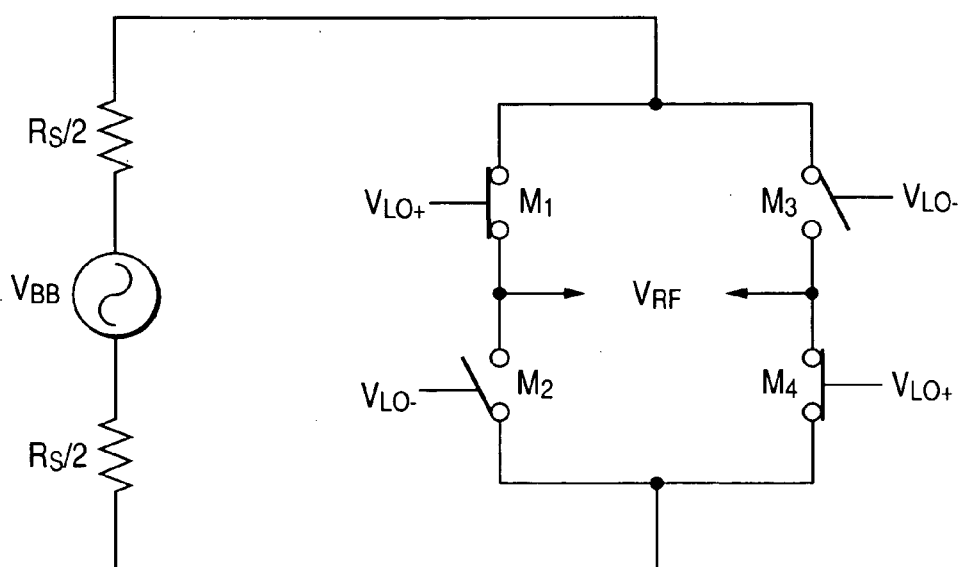 RS/2
VLO+
M1
M3
VLO-
VBB
VRF
VLO-
M2
M4
VLO+
RS/2